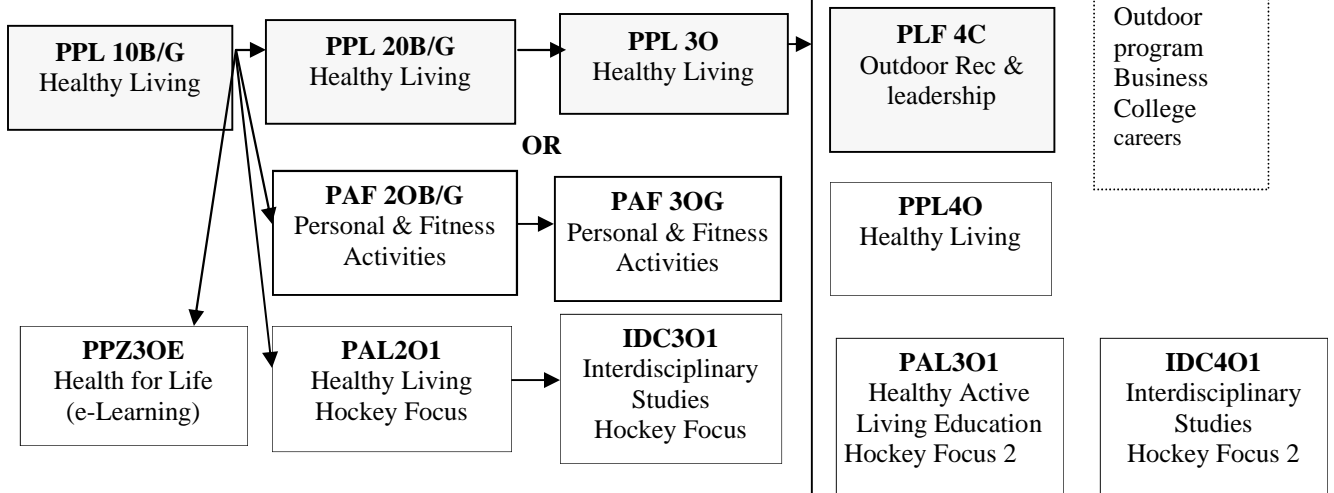 PPL 10B/G
Healthy Living
PPL 20B/G
Healthy Living
PPL 3O
Healthy Living
PLF 4C
Outdoor Rec &
leadership
Outdoor
program
Business
College
careers
OR
PAF 2OB/G
Personal & Fitness
Activities
PAF 3OG
Personal & Fitness
Activities
PPL4O
Healthy Living
PPZ3OE
Health for Life
(e-Learning)
PAL2O1
Healthy Living
Hockey Focus
IDC3O1
Interdisciplinary
Studies
Hockey Focus
PAL3O1
Healthy Active
Living Education
Hockey Focus 2
IDC4O1
Interdisciplinary
Studies
Hockey Focus 2